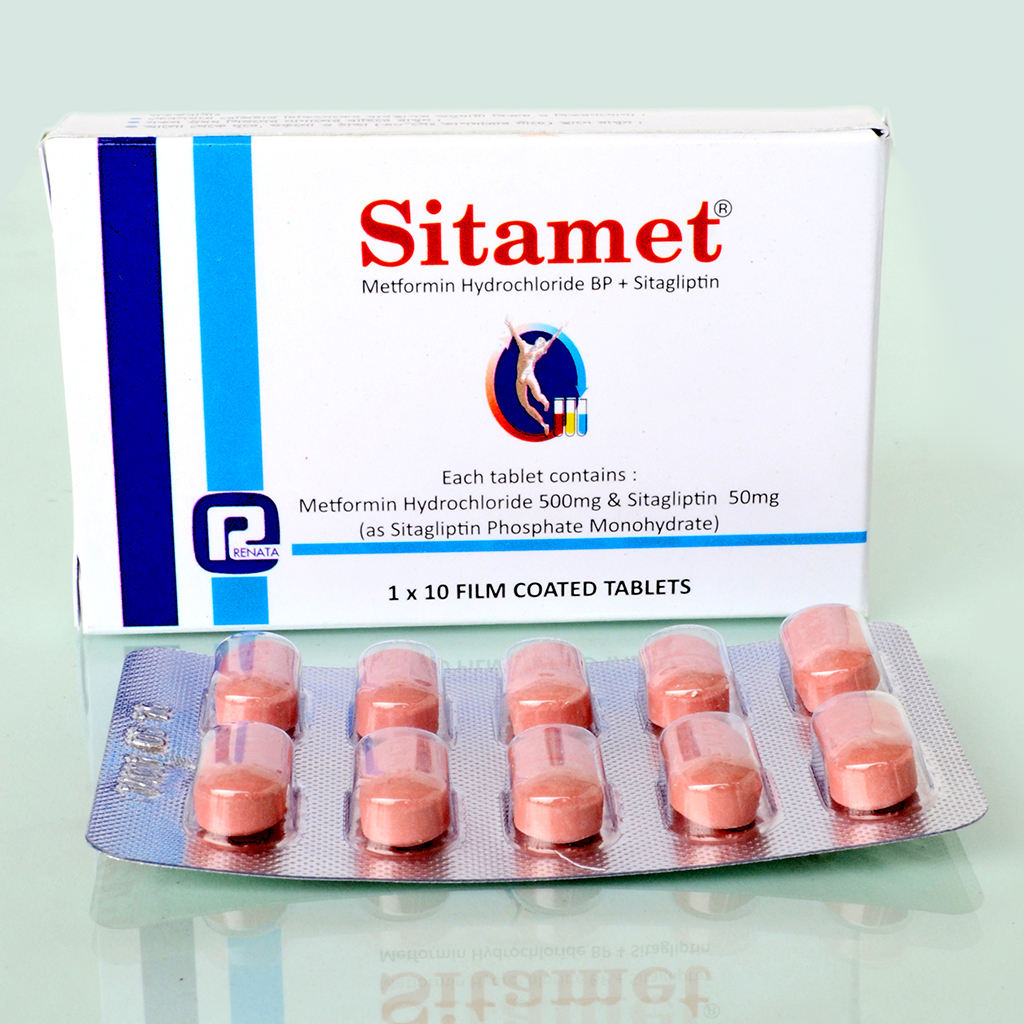 Sitamet®
Metformin Hydrochloride BP + Sitagliptin
Each tablet contains :
Metformin Hydrochloride 500mg & Sitagliptin 50mg
(as Sitagliptin Phosphate Monohydrate)
RENATA
1 x 10 FILM COATED TABLETS